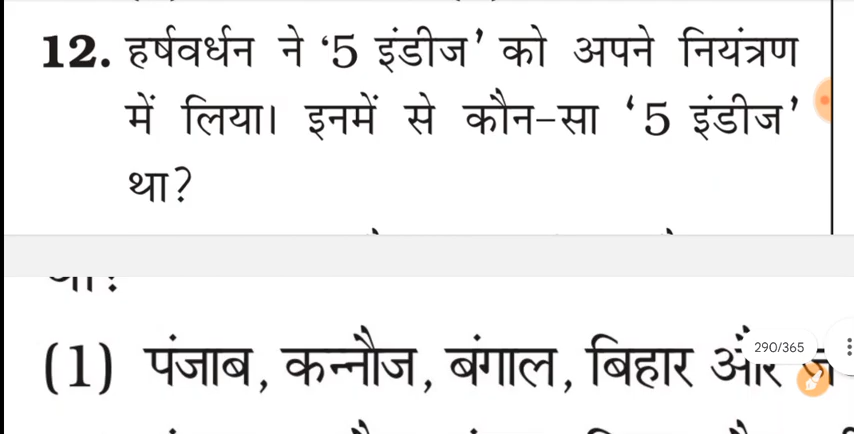 12. हर्षवर्धन ने ‘5 इंडीज’ को अपने नियंत्रण
में लिया। इनमें से कौन-सा ‘5 इंडीज’
था?
(1) पंजाब, कन्नौज, बंगाल, बिहार और
290/365